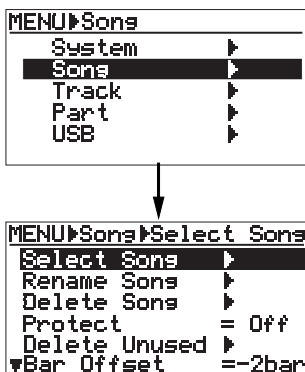 MENU▶Song
System ▶
Song ▶
Track ▶
Part ▶
USB ▶
MENU▶Song▶Select Song
Select Song ▶
Rename Song ▶
Delete Song ▶
Protect = Off
Delete Unused ▶
▼Bar Offset =-2bar